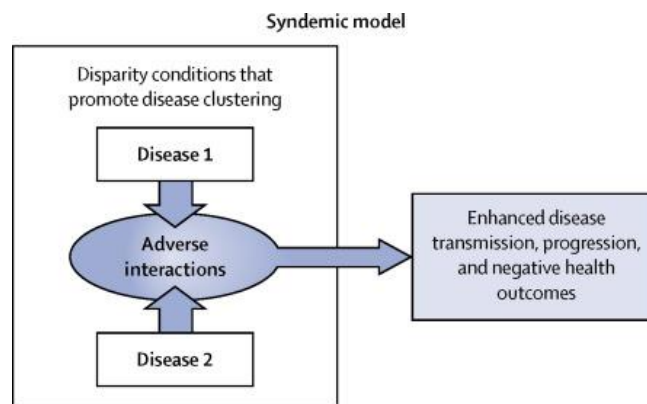 Syndemic model
Disparity conditions that
promote disease clustering
Disease 1
Adverse
interactions
Disease 2
Enhanced disease
transmission, progression,
and negative health
outcomes